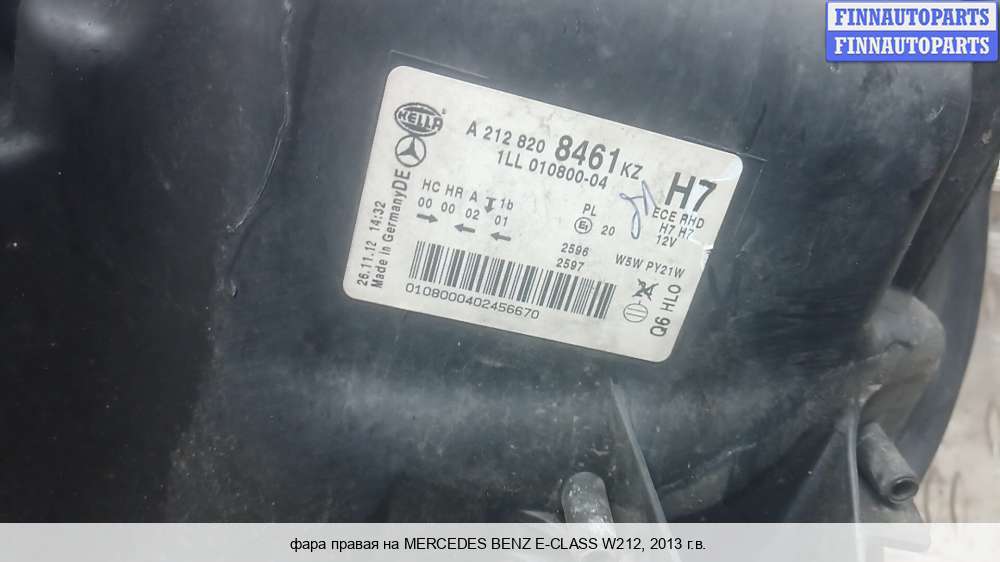 FINNAUTOPARTS
FINNAUTOPARTS
HELLA
A 212 820 8461 KZ
1LL 010800-04
H7
DE
HC HR A 1b
00 00 02 01
PL
E1 20
ECE RHD
H7 H7
12V
2596
2597
W5W PY21W
26.11.12 14:32
Made in Germany
0108000402456670
Q6 HLO
фара правая на MERCEDES BENZ E-CLASS W212, 2013 г.в.